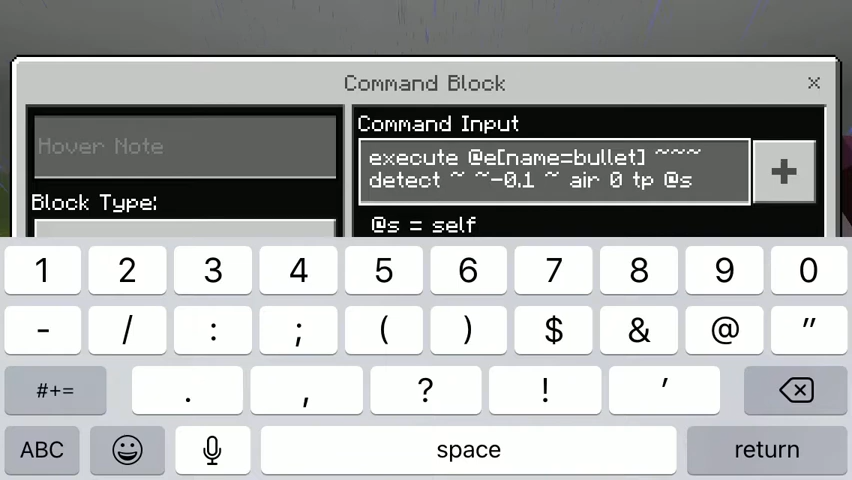 Command Block
×
Hover Note
Block Type:
Command Input
execute @e[name=bullet] ~~~
detect ~ ~-0.1 ~ air 0 tp @s
+
@s = self
1 2 3 4 5 6 7 8 9 0
- / : ; ( ) $ & @ "
#+= . , ? ! '
ABC space return